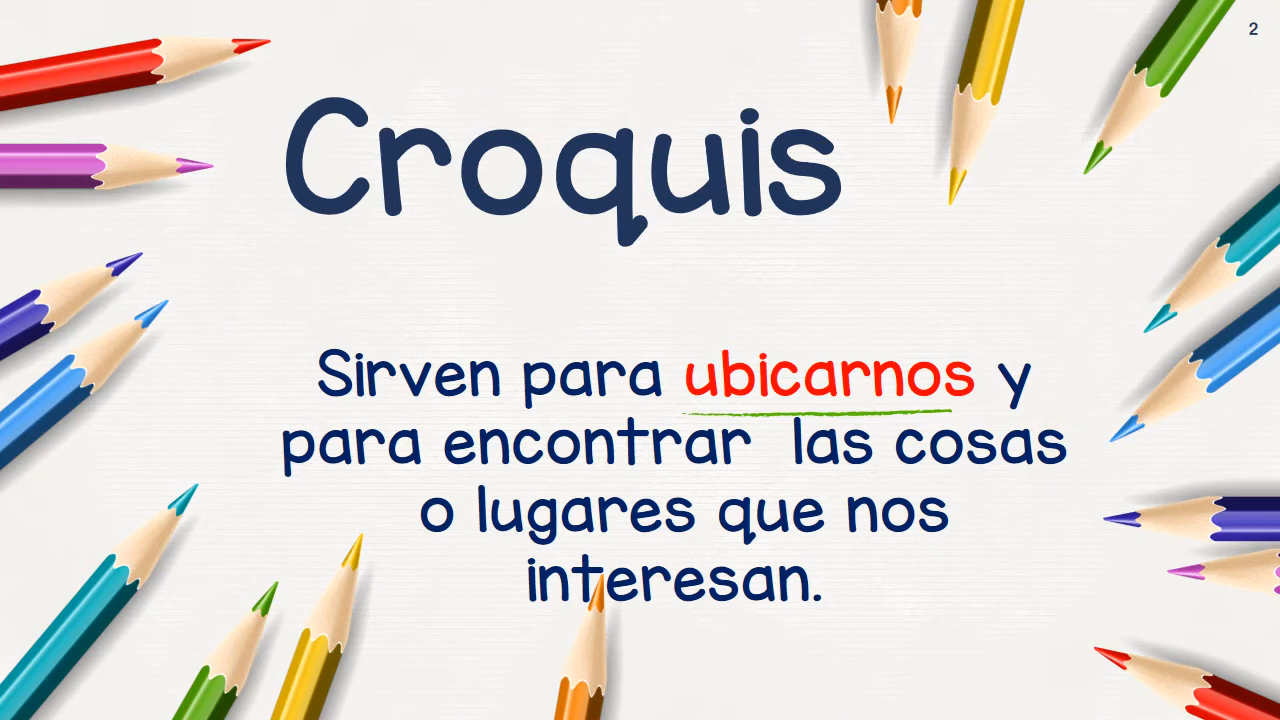 2
Croquis
Sirven para ubicarnos y
para encontrar  las cosas
o lugares que nos
interesan.